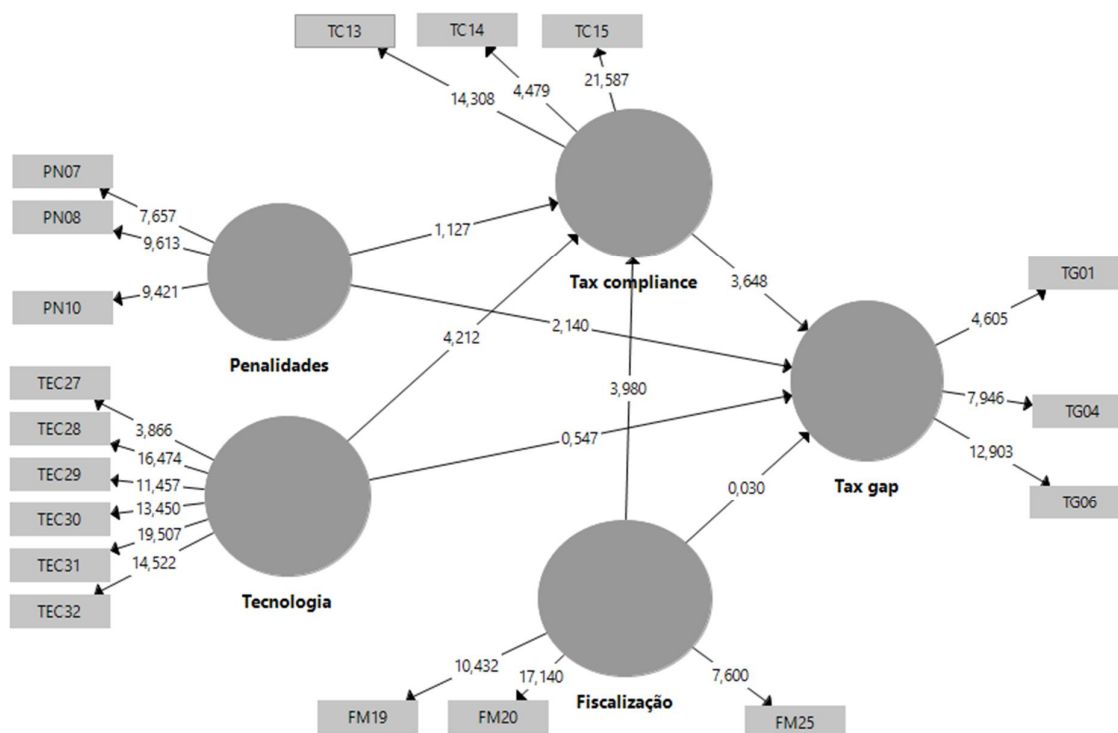 TC13
TC14
TC15
14,308
4,479
21,587
Tax compliance
PN07
PN08
PN10
7,657
9,613
9,421
Penalidades
1,127
2,140
3,648
4,212
3,980
0,547
0,030
TG01
TG04
TG06
4,605
7,946
12,903
Tax gap
TEC27
TEC28
TEC29
TEC30
TEC31
TEC32
3,866
16,474
11,457
13,450
19,507
14,522
Tecnologia
Fiscalização
10,432
17,140
7,600
FM19
FM20
FM25